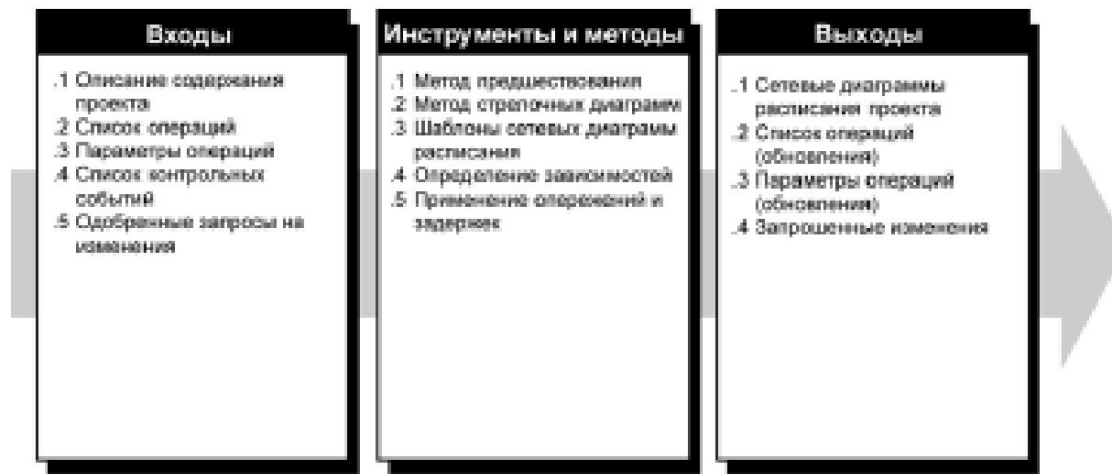 Входы
.1 Описание содержания
проекта
.2 Список операций
.3 Параметры операций
.4 Список контрольных
событий
.5 Одобренные запросы на
изменения
Инструменты и методы
.1 Метод предшествования
.2 Метод стрелочных диаграмм
.3 Шаблоны сетевых диаграмм
расписания
.4 Определение зависимостей
.5 Применение опережений и
задержек
Выходы
.1 Сетевые диаграммы
расписания проекта
.2 Список операций
(обновления)
.3 Параметры операций
(обновления)
.4 Запрошенные изменения